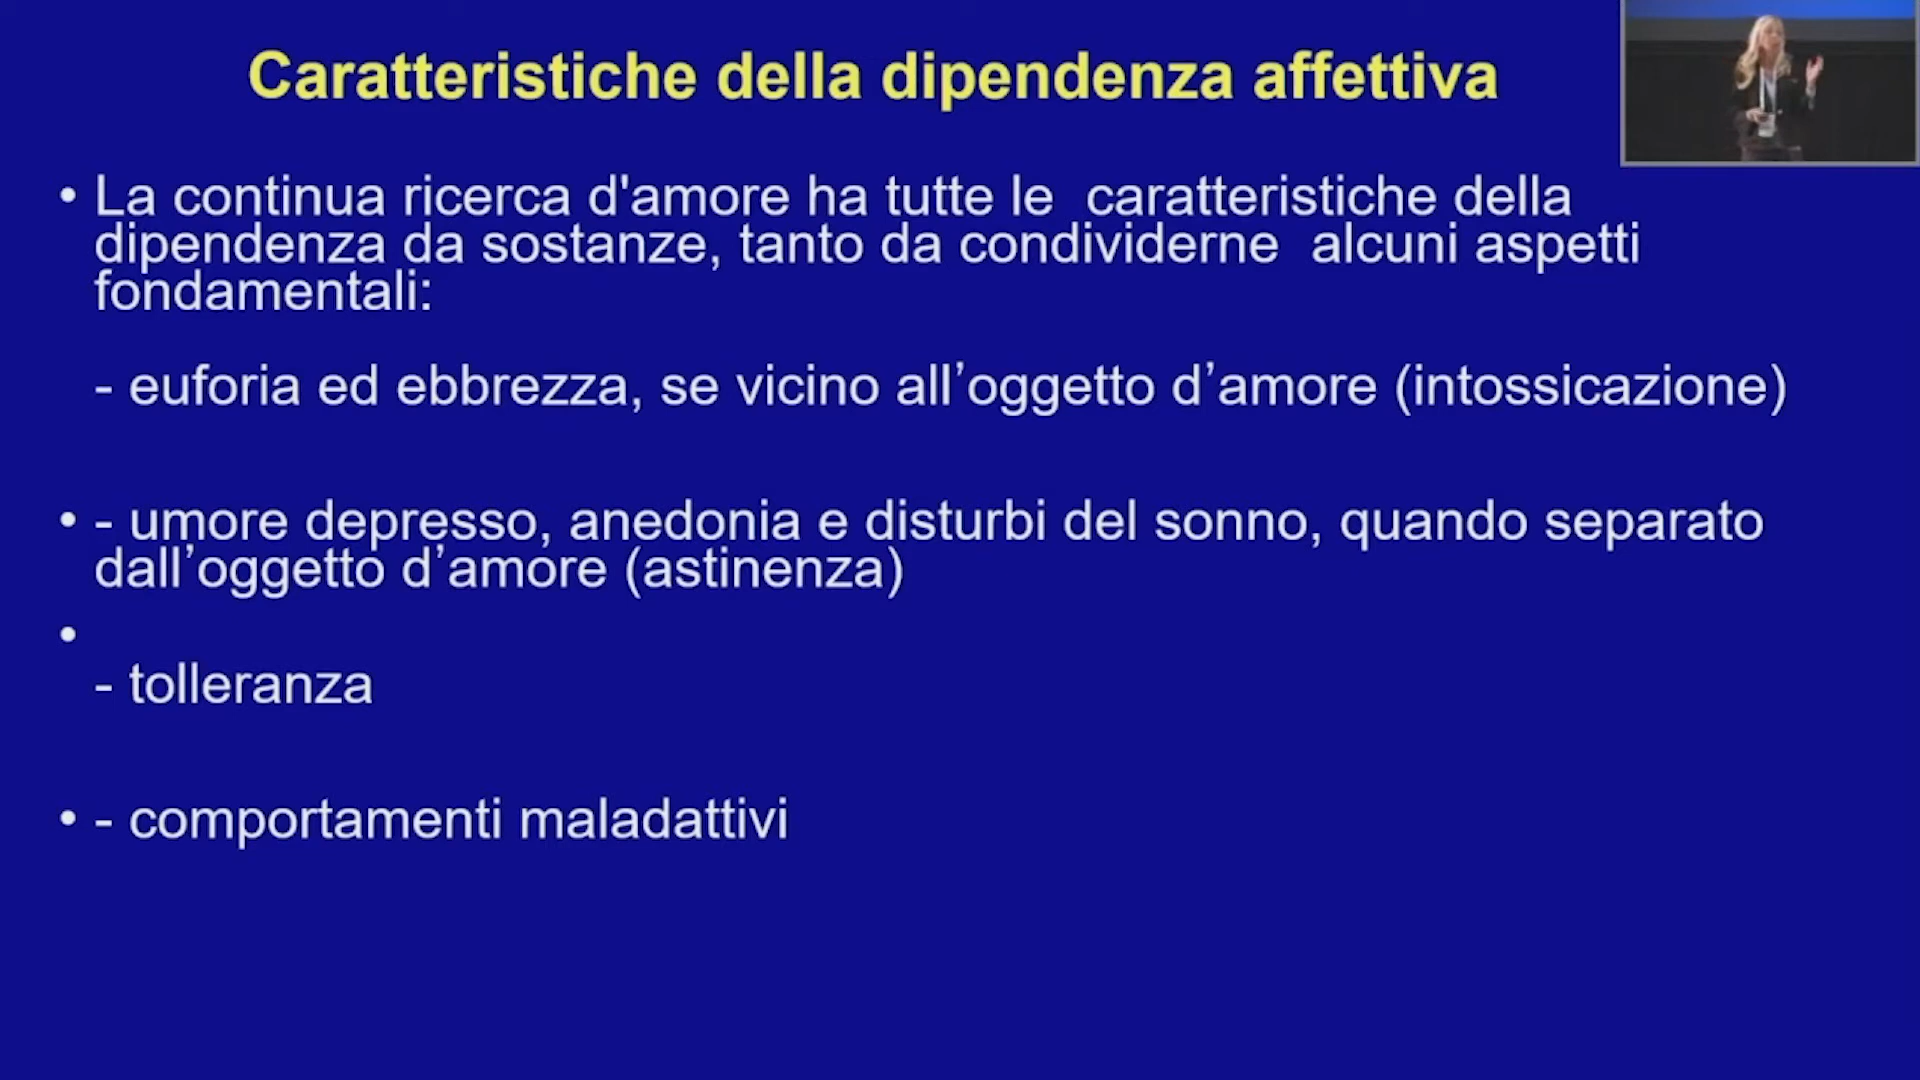 Caratteristiche della dipendenza affettiva
• La continua ricerca d'amore ha tutte le  caratteristiche della
dipendenza da sostanze, tanto da condividerne  alcuni aspetti
fondamentali:
- euforia ed ebbrezza, se vicino all’oggetto d’amore (intossicazione)
• - umore depresso, anedonia e disturbi del sonno, quando separato
dall’oggetto d’amore (astinenza)
•
- tolleranza
• - comportamenti maladattivi